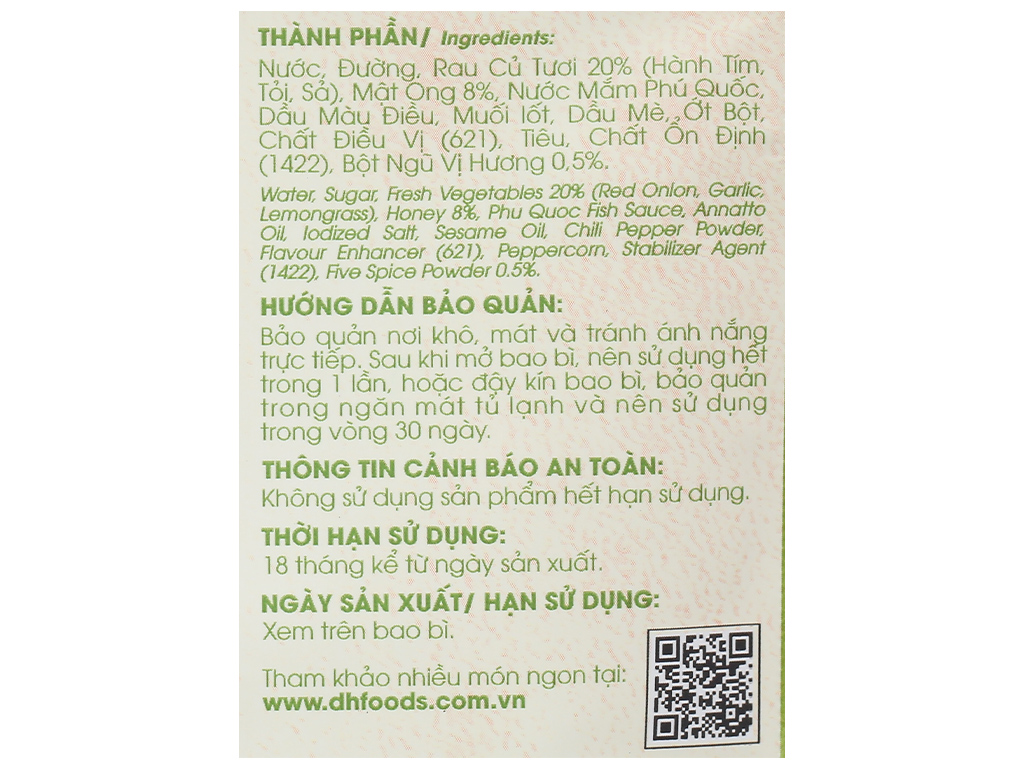 THÀNH PHẦN/ Ingredients:
Nước, Đường, Rau Củ Tươi 20% (Hành Tím,
Tỏi, Sả), Mật Ong 8%, Nước Mắm Phú Quốc,
Dầu Màu Điều, Muối Iốt, Dầu Mè, Ớt Bột,
Chất Điều Vị (621), Tiêu, Chất Ổn Định
(1422), Bột Ngũ Vị Hương 0,5%.
Water, Sugar, Fresh Vegetables 20% (Red Onion, Garlic,
Lemongrass), Honey 8%, Phu Quoc Fish Sauce, Annatto
Oil, Iodized Salt, Sesame Oil, Chili Pepper Powder,
Flavour Enhancer (621), Peppercorn, Stabilizer Agent
(1422), Five Spice Powder 0.5%.
HƯỚNG DẪN BẢO QUẢN:
Bảo quản nơi khô, mát và tránh ánh nắng
trực tiếp. Sau khi mở bao bì, nên sử dụng hết
trong 1 lần, hoặc đậy kín bao bì, bảo quản
trong ngăn mát tủ lạnh và nên sử dụng
trong vòng 30 ngày.
THÔNG TIN CẢNH BÁO AN TOÀN:
Không sử dụng sản phẩm hết hạn sử dụng.
THỜI HẠN SỬ DỤNG:
18 tháng kể từ ngày sản xuất.
NGÀY SẢN XUẤT/ HẠN SỬ DỤNG:
Xem trên bao bì.
Tham khảo nhiều món ngon tại:
www.dhfoods.com.vn